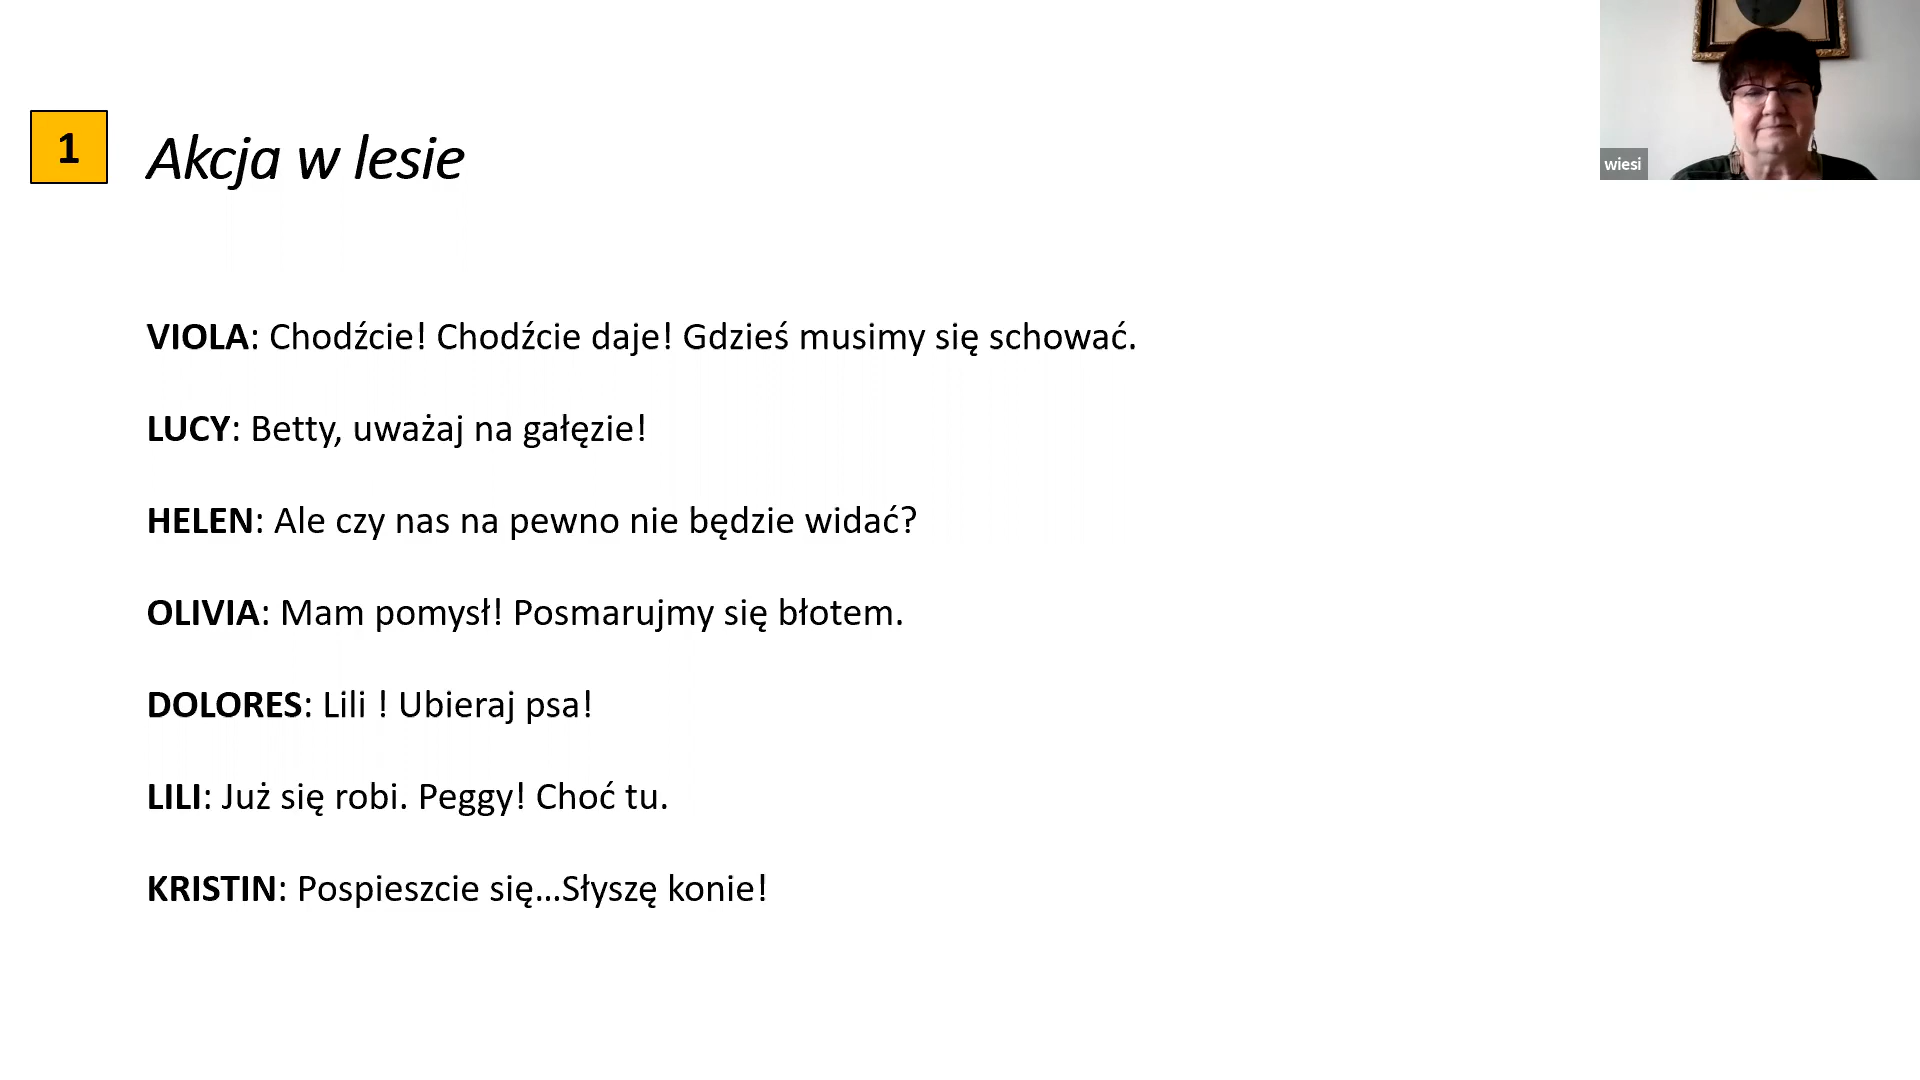 1
Akcja w lesie
wiesi
VIOLA: Chodźcie! Chodźcie daje! Gdzieś musimy się schować.
LUCY: Betty, uważaj na gałęzie!
HELEN: Ale czy nas na pewno nie będzie widać?
OLIVIA: Mam pomysł! Posmarujmy się błotem.
DOLORES: Lili ! Ubieraj psa!
LILI: Już się robi. Peggy! Choć tu.
KRISTIN: Pospieszcie się...Słyszę konie!